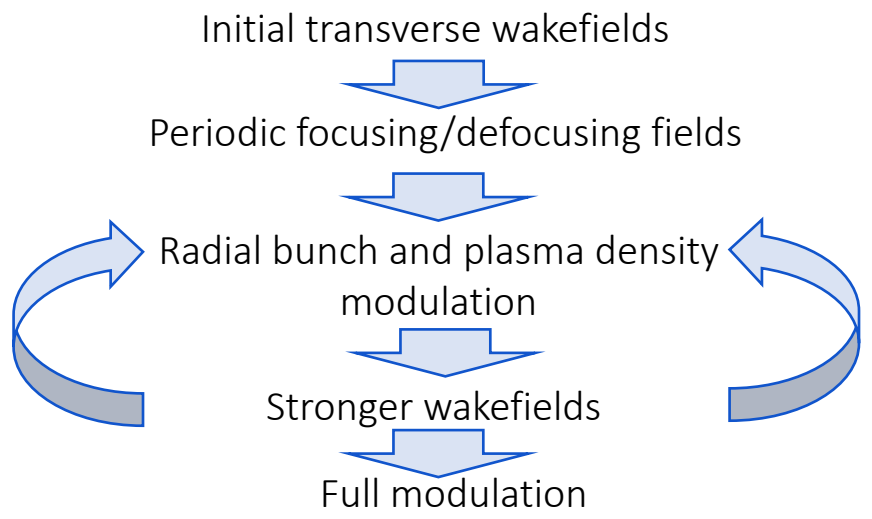 Initial transverse wakefields
Periodic focusing/defocusing fields
Radial bunch and plasma density
modulation
Stronger wakefields
Full modulation